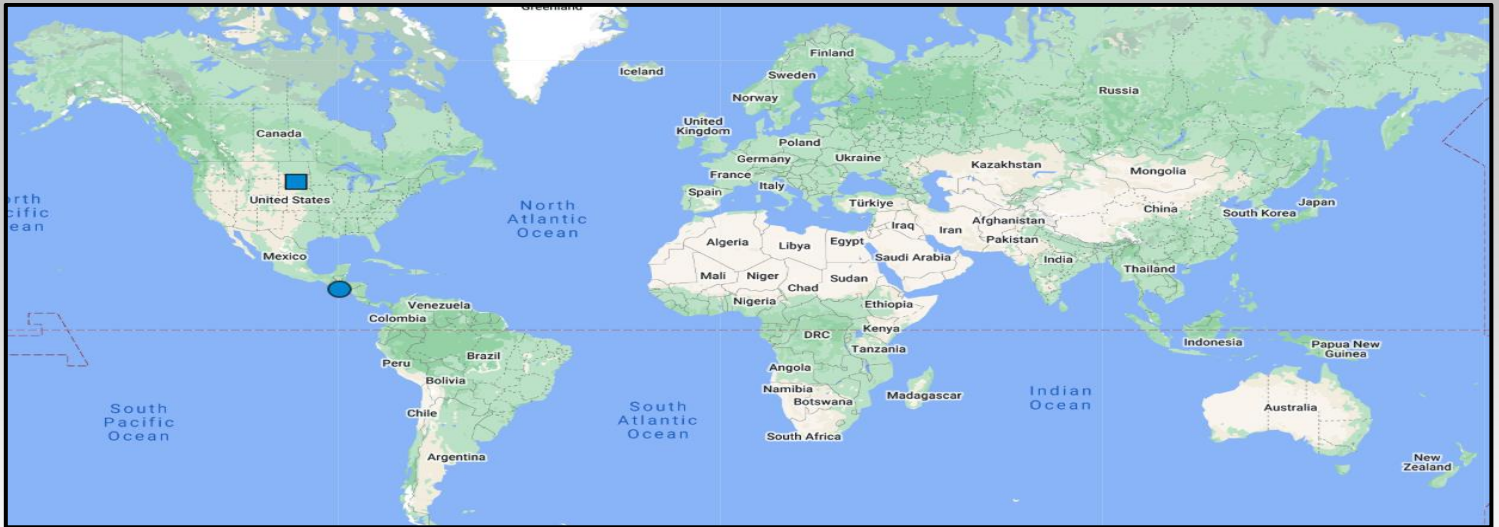 Greenland
Iceland
Finland
Sweden
Norway
Russia
United
Kingdom
Canada
Poland
Germany
Ukraine
Kazakhstan
France
Mongolia
Italy
Spain
United States
Türkiye
Japan
North
Atlantic
Ocean
orth
cific
ean
China
South Korea
Afghanistan
Iraq
Iran
Pakistan
Algeria
Libya
Egypt
Mexico
Saudi Arabia
India
Thailand
Mali
Niger
Sudan
Chad
Nigeria
Ethiopia
Venezuela
Colombia
Kenya
DRC
Indonesia
Papua New
Guinea
Tanzania
Brazil
Peru
Angola
Bolivia
Namibia
Botswana
Madagascar
Indian
Ocean
South
Pacific
Ocean
Chile
South
Atlantic
Ocean
Australia
South Africa
Argentina
New
Zealand